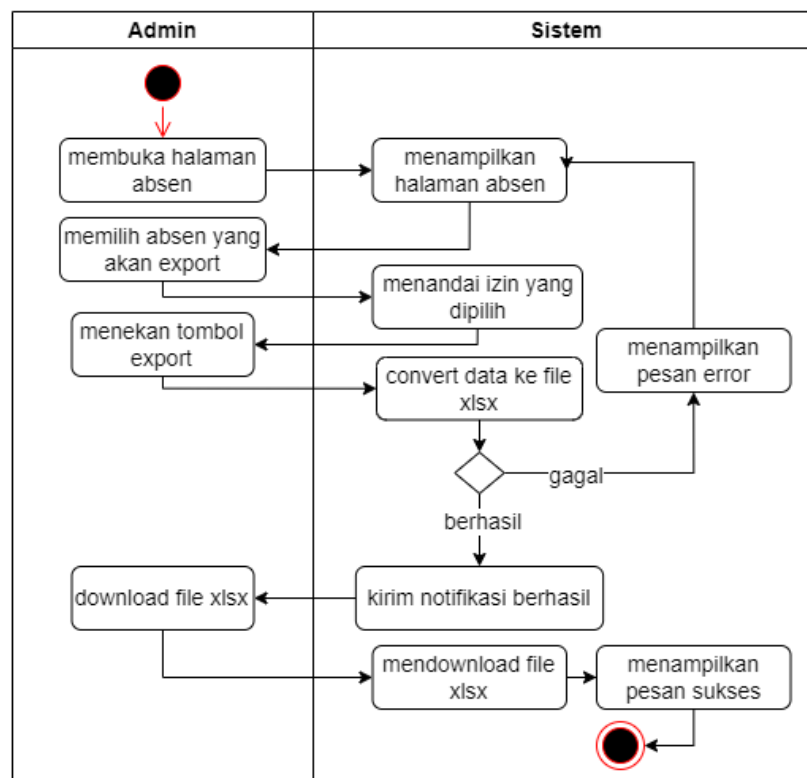 Admin
Sistem
membuka halaman
absen
menampilkan
halaman absen
memilih absen yang
akan export
menandai izin yang
dipilih
menekan tombol
export
convert data ke file
xlsx
menampilkan
pesan error
gagal
berhasil
download file xlsx
kirim notifikasi berhasil
mendownload file
xlsx
menampilkan
pesan sukses